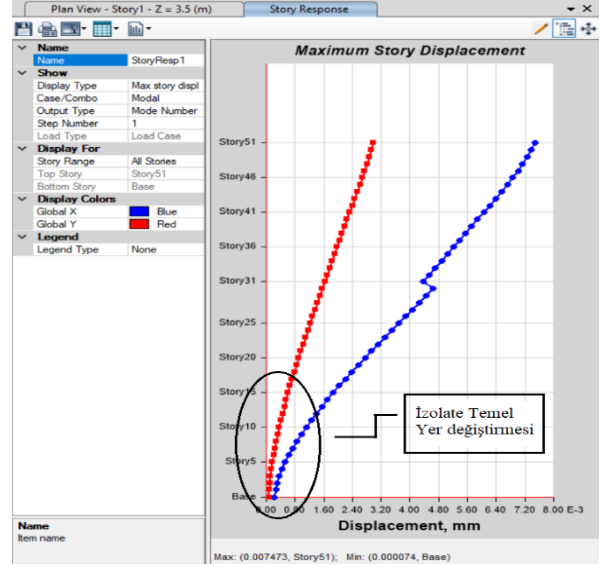 Plan View - Story1 - Z = 3.5 (m)
Story Response
Name
Name StoryResp1
Show
Display Type Max story displ
Case/Combo Modal
Output Type Mode Number
Step Number 1
Load Type Load Case
Display For
Story Range All Stories
Top Story Story51
Bottom Story Base
Display Colors
Global X Blue
Global Y Red
Legend
Legend Type None
Name
Item name
Maximum Story Displacement
Story51
Story46
Story41
Story36
Story31
Story25
Story20
Story15
Story10
Story5
Base
İzolate Temel
Yer değiştirmesi
0.00 0.80 1.60 2.40 3.20 4.00 4.80 5.60 6.40 7.20 8.00 E-3
Displacement, mm
Max: (0.007473, Story51); Min: (0.000074, Base)